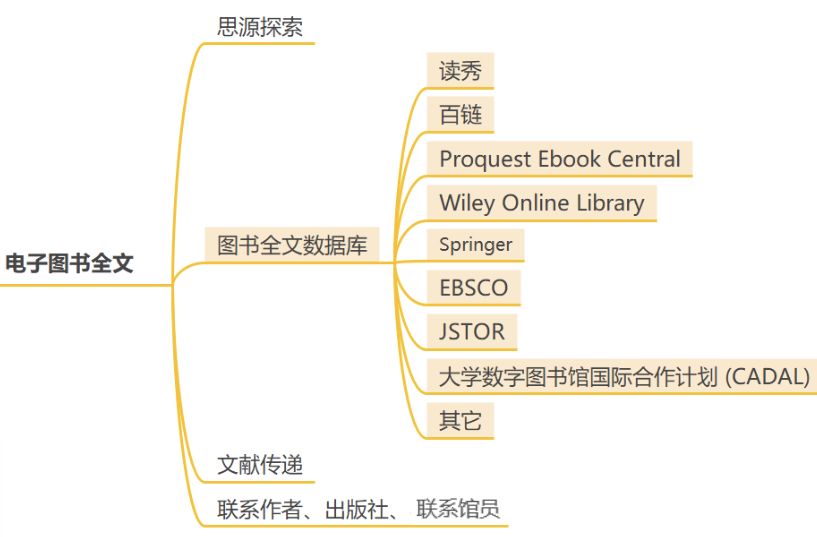 思源探索
读秀
百链
Proquest Ebook Central
Wiley Online Library
图书全文数据库
Springer
电子图书全文
EBSCO
JSTOR
大学数字图书馆国际合作计划 (CADAL)
其它
文献传递
联系作者、出版社、 联系馆员